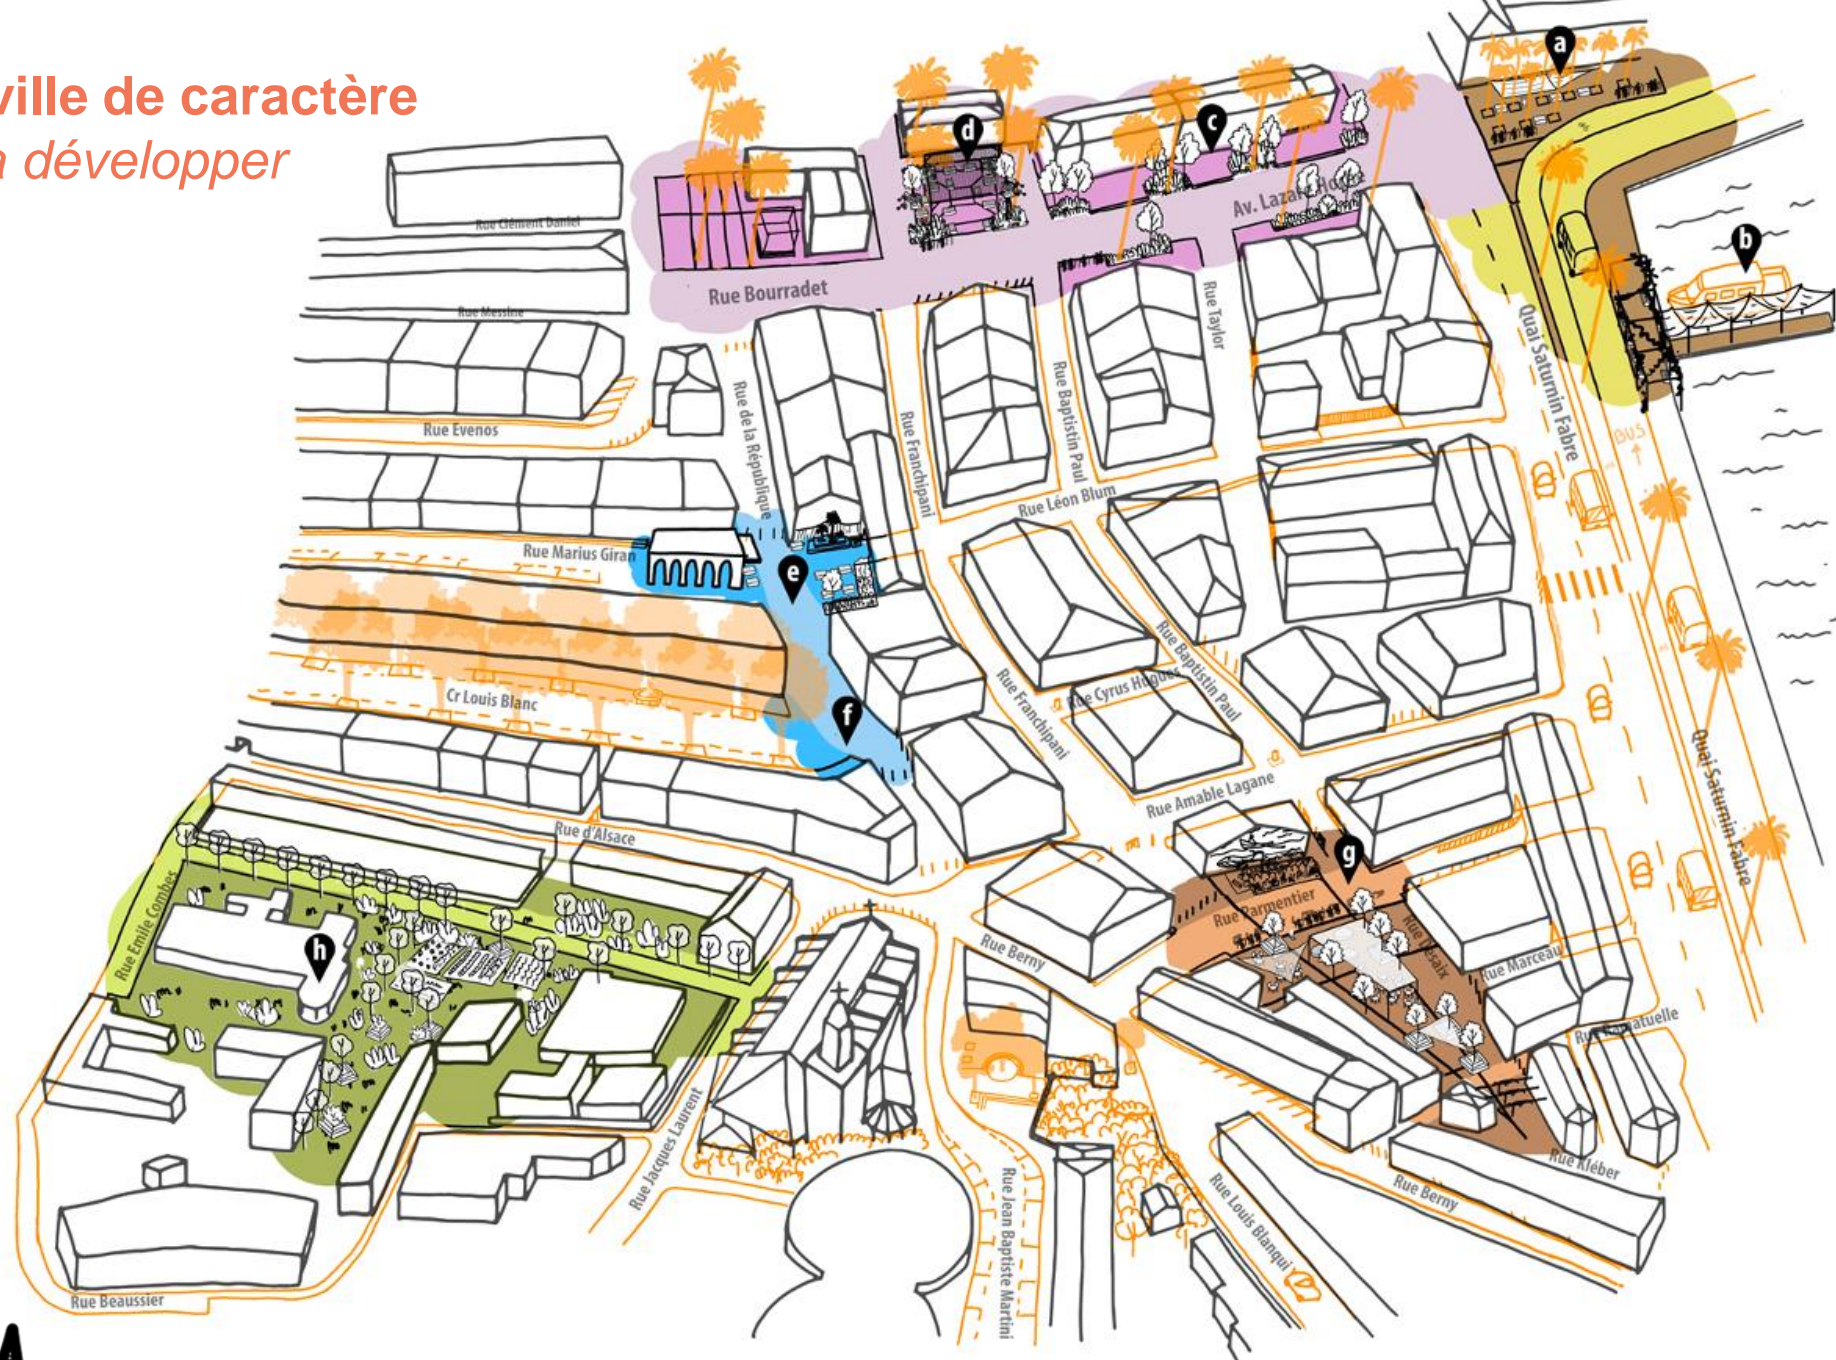 ville de caractère
à développer
a
d
c
Av. Lazare
Rue Clément Daniel
b
Rue Bourradet
Rue Messine
Rue Taylor
Quai Saturnin Fabre
Rue Evenos
Rue de la République
Rue Franchipani
Rue Baptistin Paul
BUS
Rue Léon Blum
Rue Marius Giran
e
Rue Baptistin Paul
Rue Cyrus Hugues
Cr Louis Blanc
f
Rue Franchipani
Quai Saturnin Fabre
Rue Amable Lagane
Rue d'Alsace
g
Rue Emile Combes
Rue Parmentier
Rue Desaix
h
Rue Berny
Rue Marceau
Rue Ramatuelle
Rue Jacques Laurent
Rue Jean Baptiste Martini
Rue Louis Blanqui
Rue Berny
Rue Kléber
Rue Beaussier